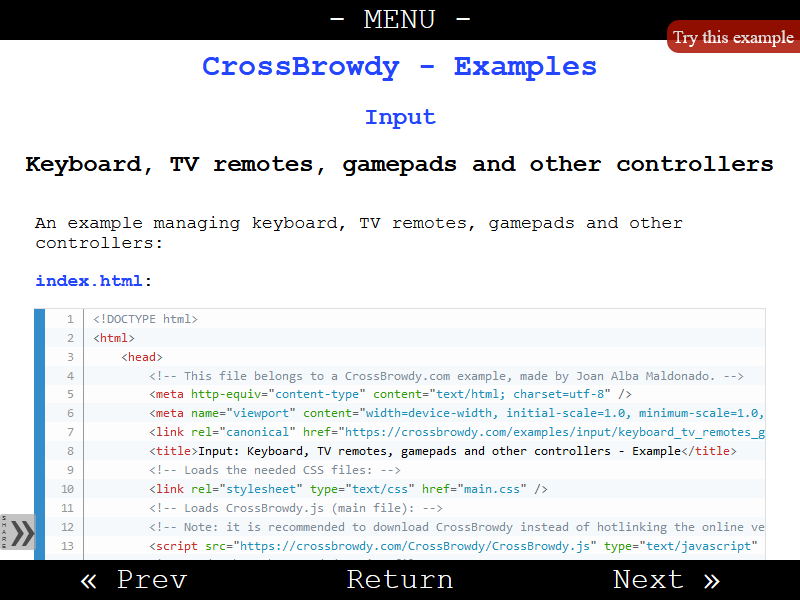 - MENU -
Try this example
CrossBrowdy - Examples
Input
Keyboard, TV remotes, gamepads and other controllers
An example managing keyboard, TV remotes, gamepads and other
controllers:
index.html:
1 <!DOCTYPE html>
2 <html>
3 <head>
4 <!-- This file belongs to a CrossBrowdy.com example, made by Joan Alba Maldonado. -->
5 <meta http-equiv="content-type" content="text/html; charset=utf-8" />
6 <meta name="viewport" content="width=device-width, initial-scale=1.0, minimum-scale=1.0,
7 <link rel="canonical" href="https://crossbrowdy.com/examples/input/keyboard_tv_remotes_g
8 <title>Input: Keyboard, TV remotes, gamepads and other controllers - Example</title>
9 <!-- Loads the needed CSS files: -->
10 <link rel="stylesheet" type="text/css" href="main.css" />
11 <!-- Loads CrossBrowdy.js (main file): -->
12 <!-- Note: it is recommended to download CrossBrowdy instead of hotlinking the online ve
13 <script src="https://crossbrowdy.com/CrossBrowdy/CrossBrowdy.js" type="text/javascript"
SHARE »
« Prev Return Next »